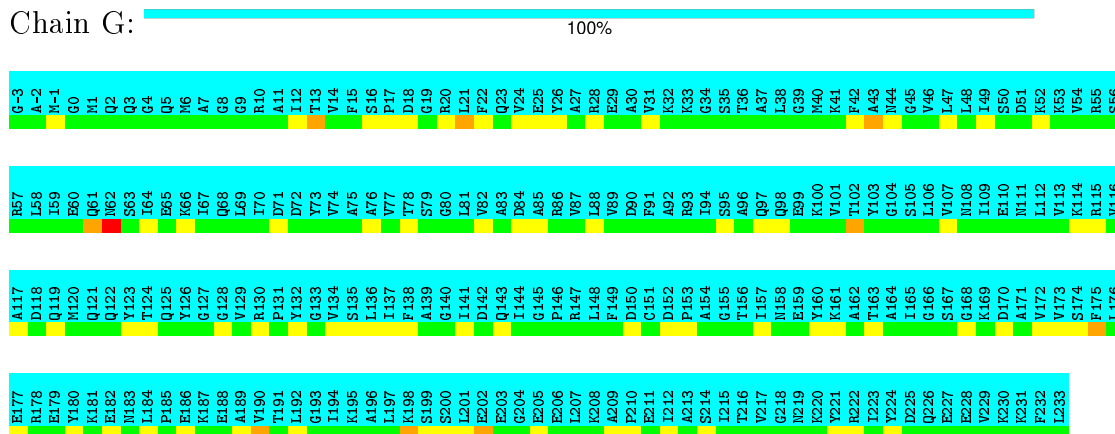 Chain G:
100%
G-3 A-2 M-1 G0 M1 Q2 Q3 G4 Q5 M6 A7 G8 G9 R10 A11 I12 T13 V14 F15 S16 P17 D18 G19 R20 L21 F22 Q23 V24 E25 Y26 A27 R28 E29 A30 V31 K32 K33 G34 S35 T36 A37 L38 G39 M40 K41 F42 A43 N44 G45 V46 L47 L48 I49 S50 D51 K52 K53 V54 R55
R57 L58 I59 E60 Q61 N62 S63 I64 E65 K66 I67 Q68 L69 I70 D71 D72 Y73 V74 A75 A76 V77 T78 S79 G80 L81 V82 A83 D84 A85 R86 V87 L88 V89 D90 F91 A92 R93 I94 S95 A96 Q97 Q98 E99 K100 V101 T102 Y103 G104 S105 L106 V107 N108 I109 E110 N111 L112 V113 K114 R115
A117 D118 Q119 M120 Q121 Q122 Y123 T124 Q125 Y126 G127 G128 V129 R130 P131 Y132 G133 V134 S135 L136 I137 F138 A139 G140 I141 D142 Q143 I144 G145 P146 R147 L148 F149 D150 C151 D152 P153 A154 G155 T156 I157 N158 E159 Y160 K161 A162 T163 A164 I165 G166 S167 G168 K169 D170 A171 V172 V173 S174 F175
E177 R178 E179 Y180 K181 E182 N183 L184 P185 E186 K187 E188 A189 V190 T191 L192 G193 I194 K195 A196 L197 K198 S199 S200 L201 E202 E203 G204 E205 E206 L207 K208 A209 P210 E211 I212 A213 S214 I215 T216 V217 G218 N219 K220 Y221 R222 I223 Y224 D225 Q226 E227 E228 V229 K230 K231 F232 L233